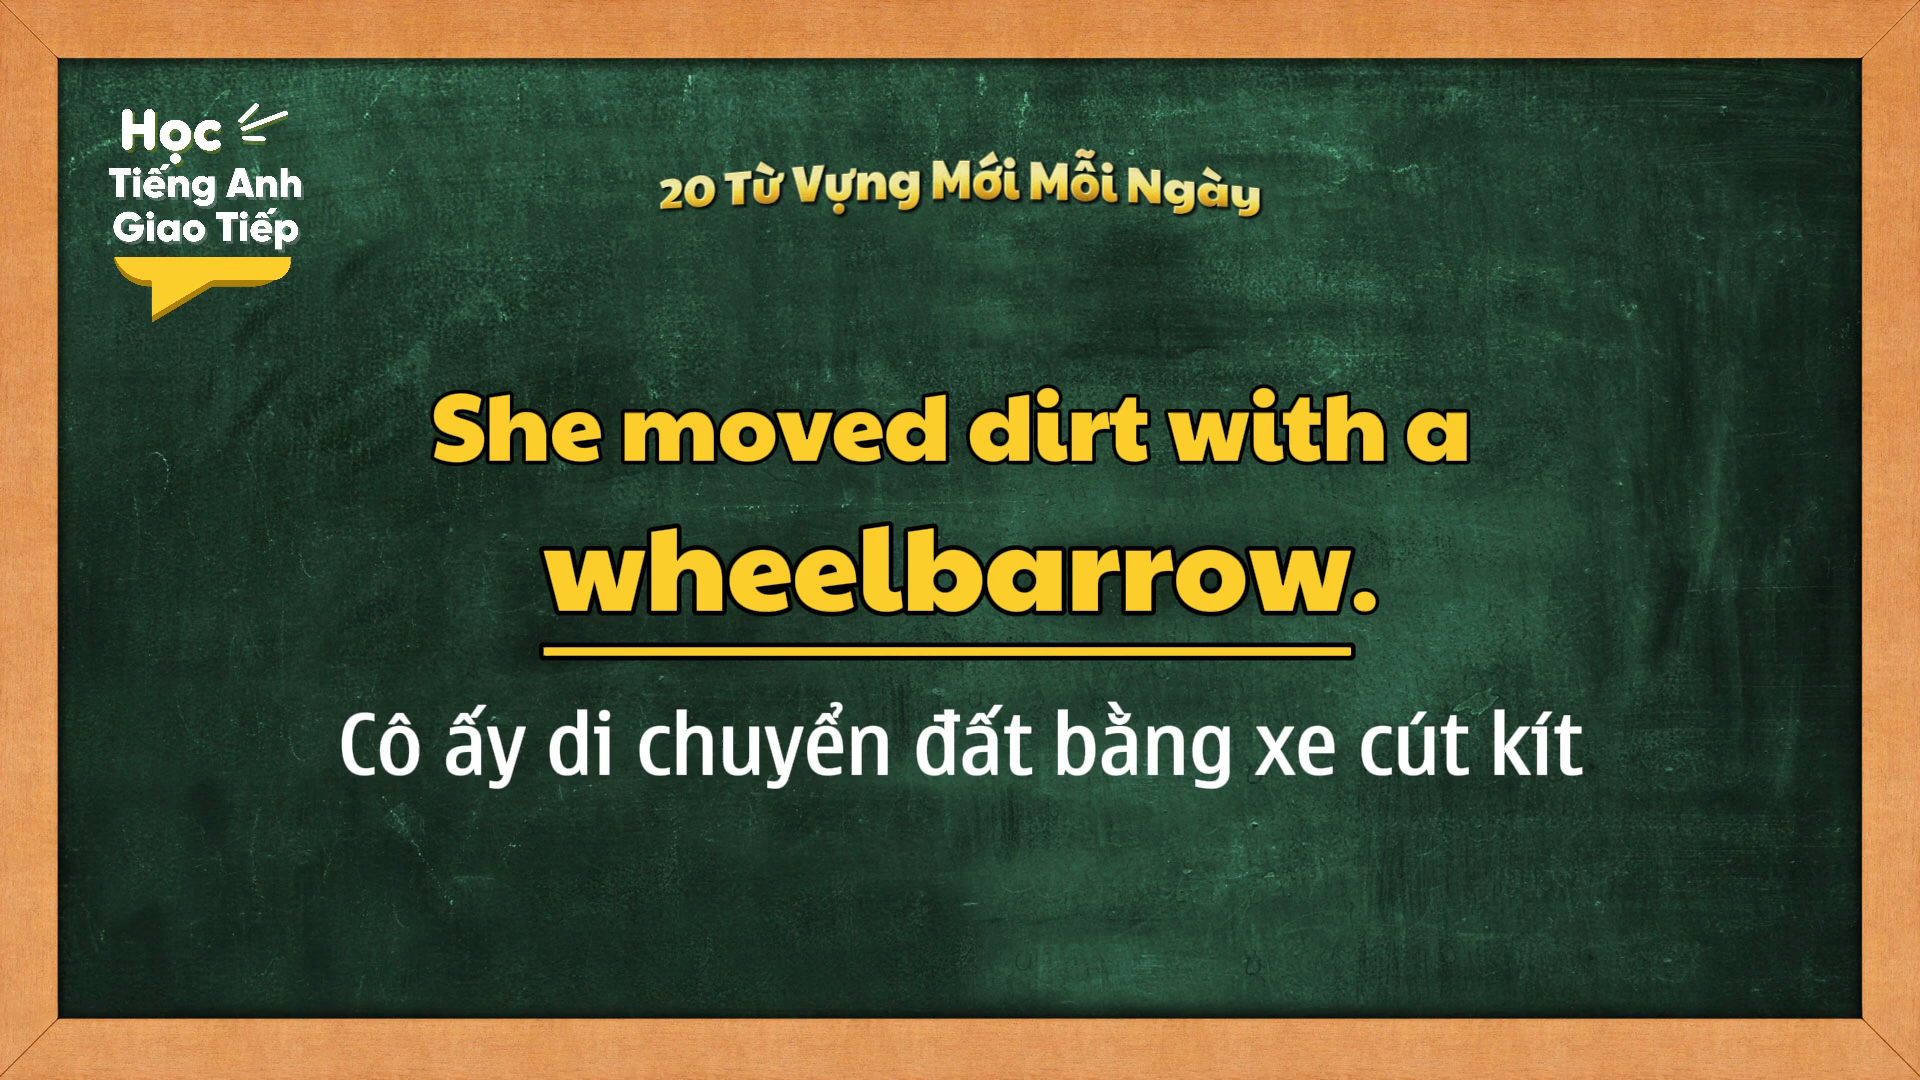 Học
Tiếng Anh
Giao Tiếp
20 Từ Vựng Mới Mỗi Ngày
She moved dirt with a
wheelbarrow.
Cô ấy di chuyển đất bằng xe cút kít